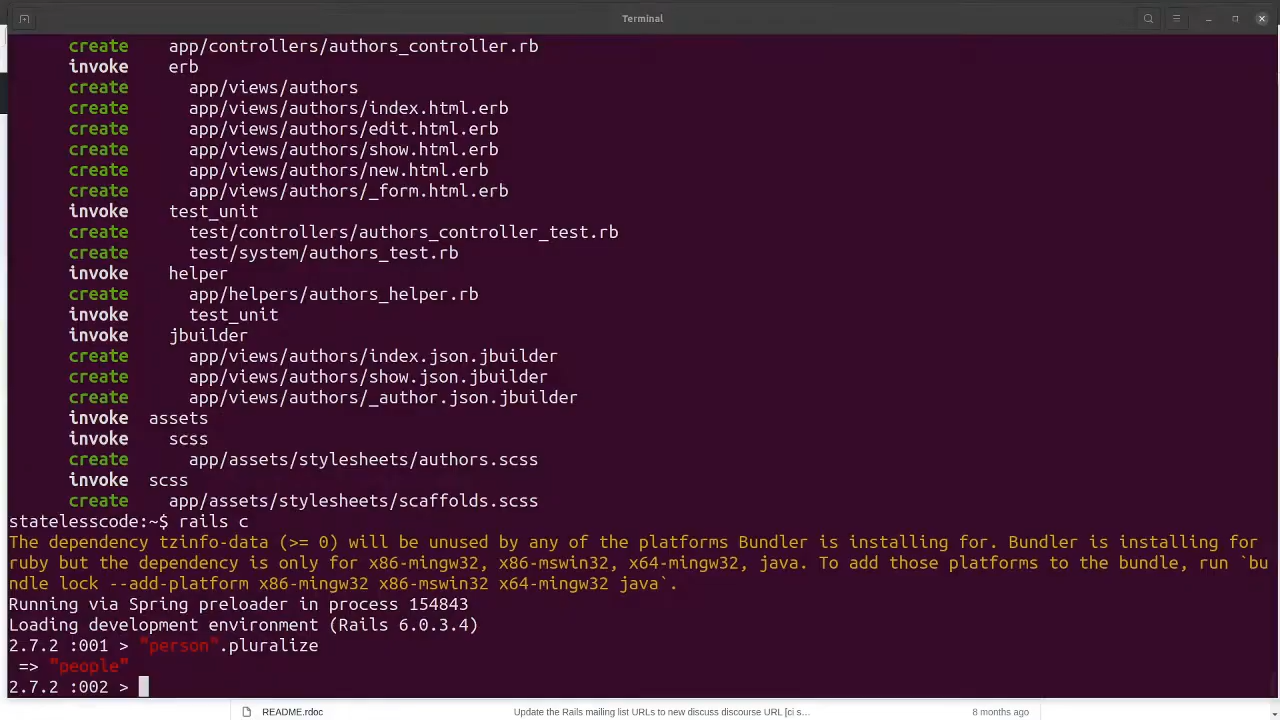 Terminal
create app/controllers/authors_controller.rb
invoke erb
create app/views/authors
create app/views/authors/index.html.erb
create app/views/authors/edit.html.erb
create app/views/authors/show.html.erb
create app/views/authors/new.html.erb
create app/views/authors/_form.html.erb
invoke test_unit
create test/controllers/authors_controller_test.rb
create test/system/authors_test.rb
invoke helper
create app/helpers/authors_helper.rb
invoke test_unit
invoke jbuilder
create app/views/authors/index.json.jbuilder
create app/views/authors/show.json.jbuilder
create app/views/authors/_author.json.jbuilder
invoke assets
invoke scss
create app/assets/stylesheets/authors.scss
invoke scss
create app/assets/stylesheets/scaffolds.scss
statelesscode:~$ rails c
The dependency tzinfo-data (>= 0) will be unused by any of the platforms Bundler is installing for. Bundler is installing for
ruby but the dependency is only for x86-mingw32, x86-mswin32, x64-mingw32, java. To add those platforms to the bundle, run `bu
ndle lock --add-platform x86-mingw32 x86-mswin32 x64-mingw32 java`.
Running via Spring preloader in process 154843
Loading development environment (Rails 6.0.3.4)
2.7.2 :001 > "person".pluralize
=> "people"
2.7.2 :002 >
README.rdoc Update the Rails mailing list URLs to new discuss discourse URL [ci s... 8 months ago